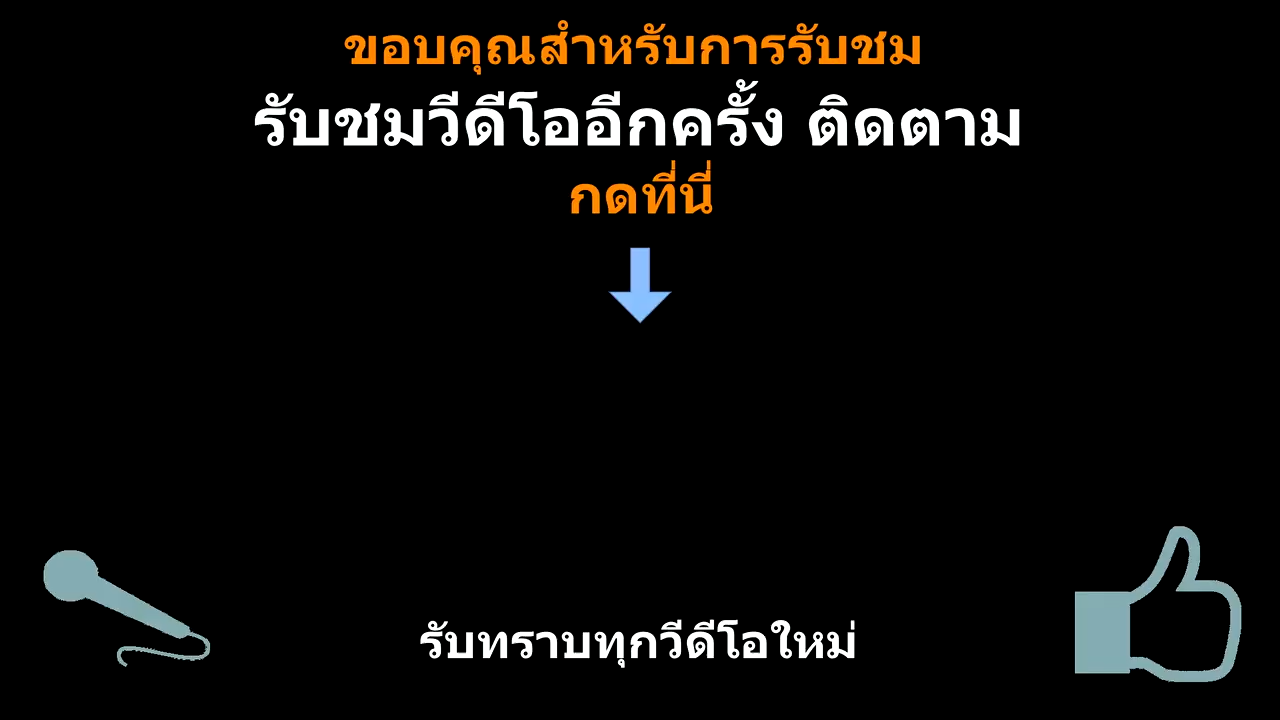 ขอบคุณสำหรับการรับชม
รับชมวีดีโออีกครั้ง ติดตาม
กดที่นี่
รับทราบทุกวีดีโอใหม่